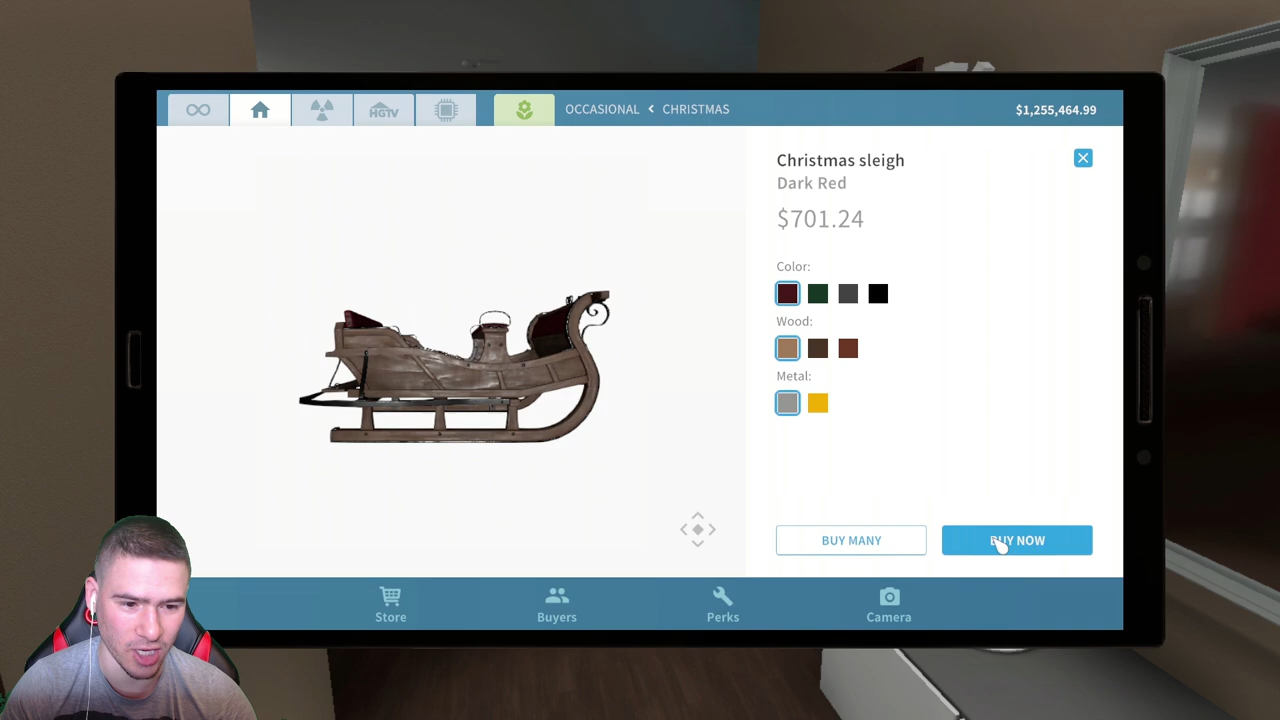 HGTV
OCCASIONAL < CHRISTMAS
$1,255,464.99
Christmas sleigh
Dark Red
$701.24
Color:
Wood:
Metal:
BUY MANY
BUY NOW
Store
Buyers
Perks
Camera